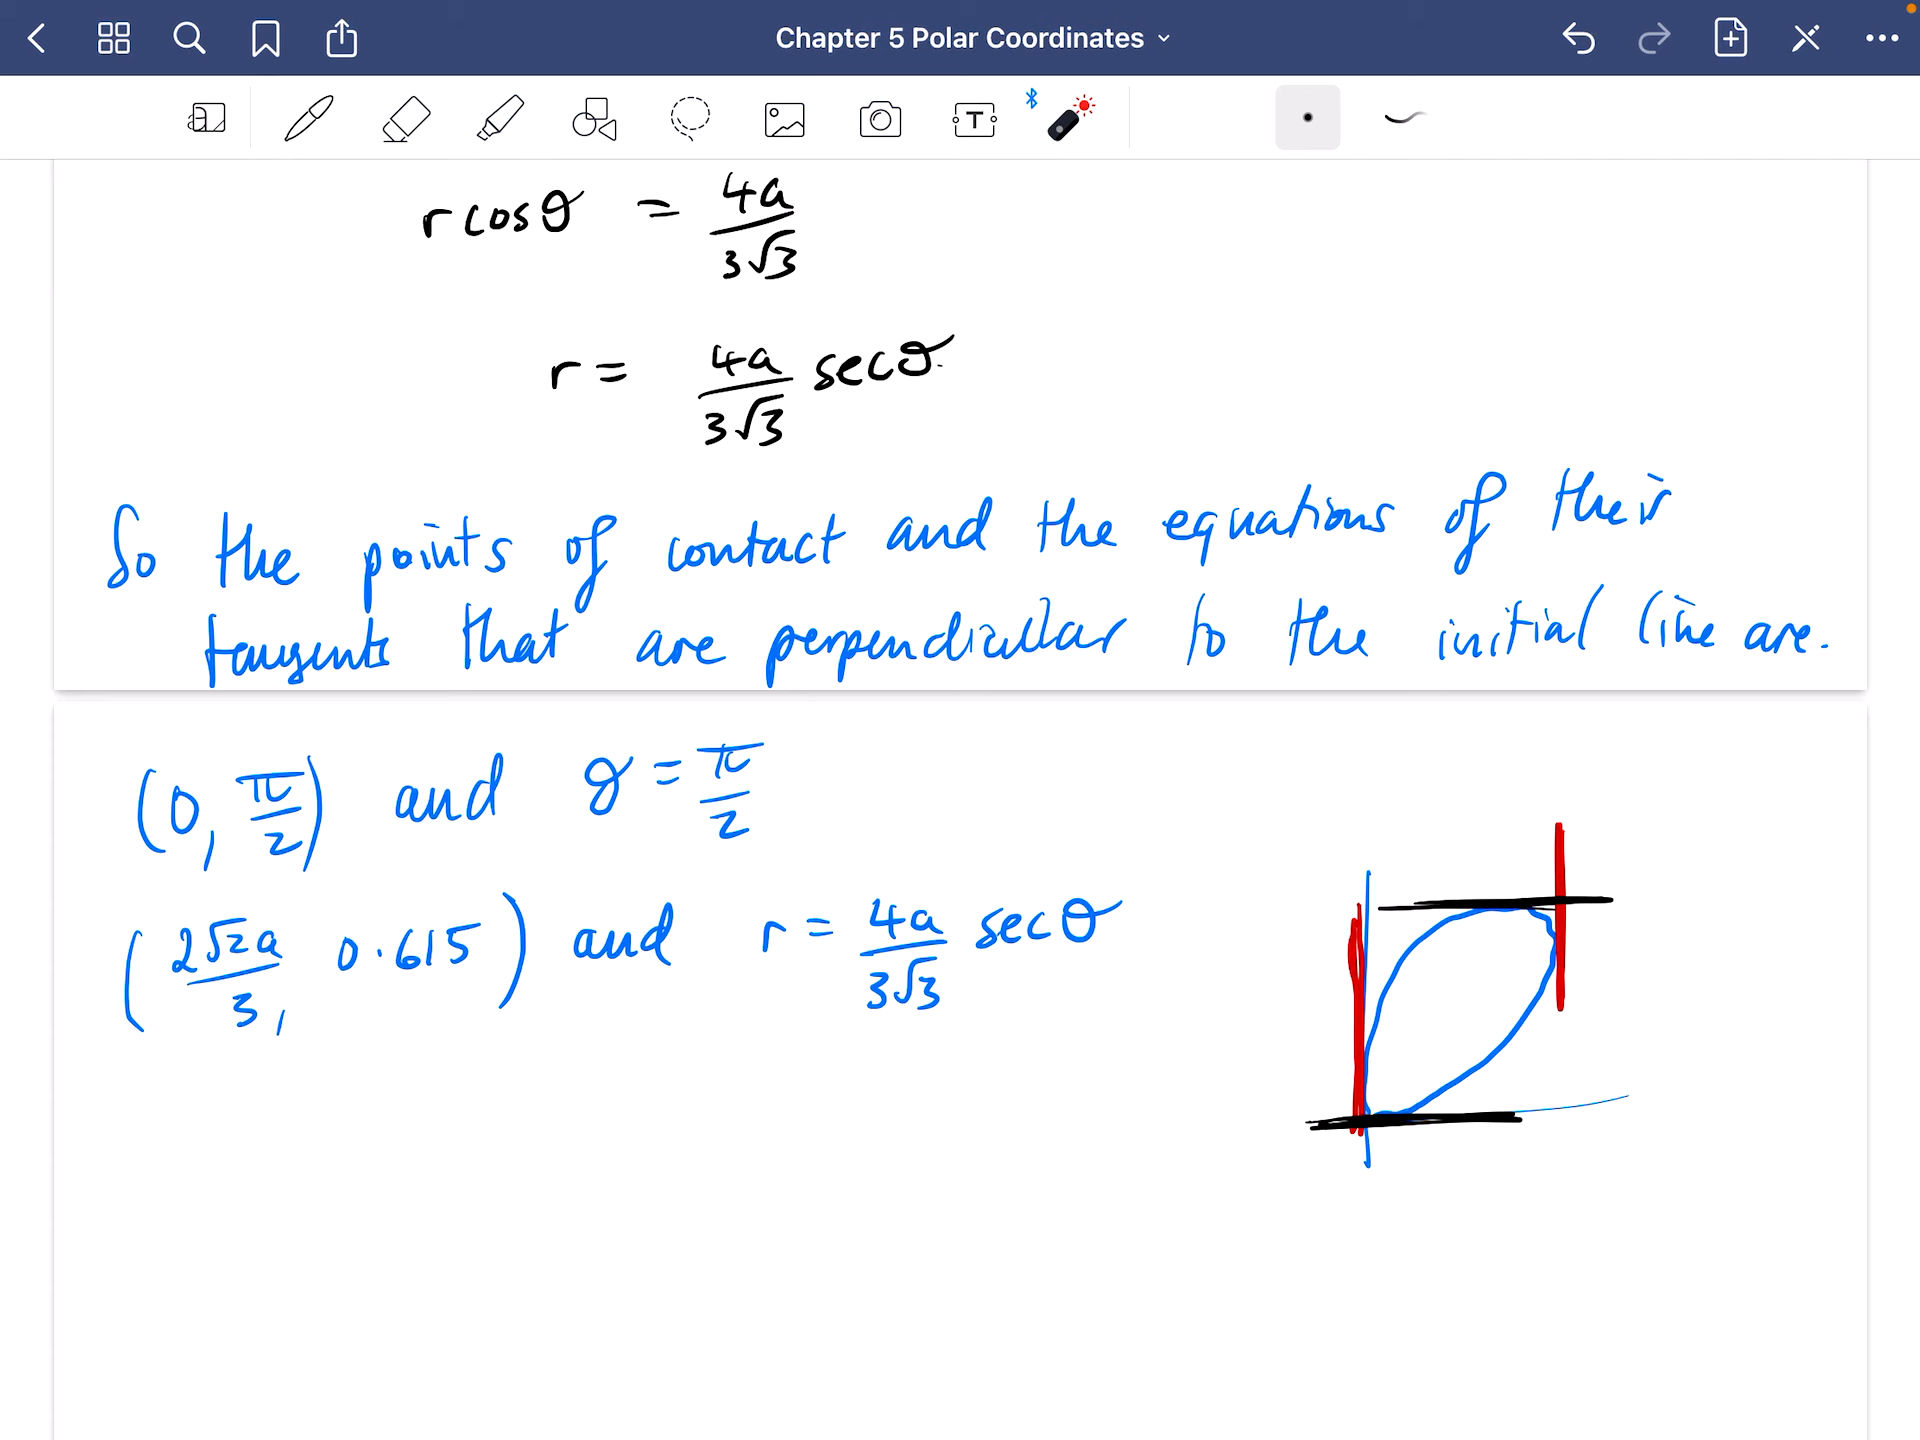 Chapter 5 Polar Coordinates
r cosθ = 4a/3√3
r = 4a/3√3 secθ.
So the points of contact and the equations of their
tangents that are perpendicular to the initial line are.
(0, π/2) and θ = π/2
(2√2a/3, 0.615) and r = 4a/3√3 secθ